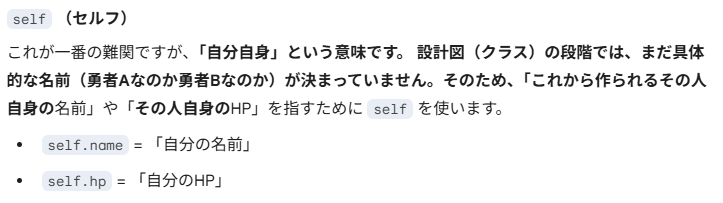 self （セルフ）
これが一番の難関ですが、「自分自身」という意味です。 設計図（クラス）の段階では、まだ具体
的な名前（勇者Aなのか勇者Bなのか）が決まっていません。そのため、「これから作られるその人
自身の名前」や「その人自身のHP」を指すために self を使います。
• self.name = 「自分の名前」
• self.hp = 「自分のHP」